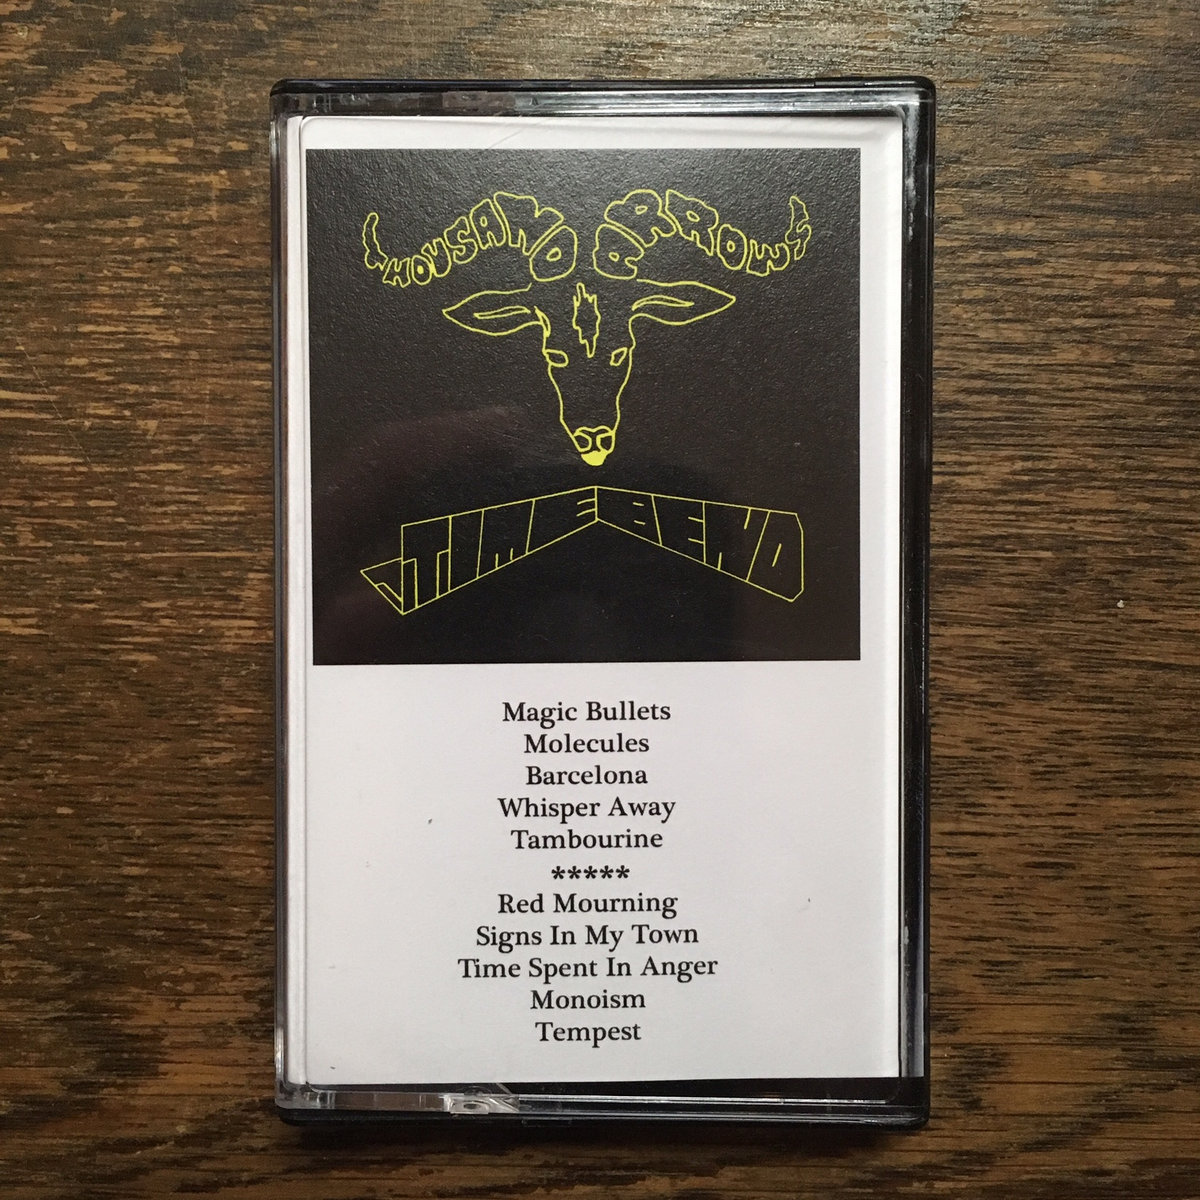 THOUSAND ARROWS
TIME BEND
Magic Bullets
Molecules
Barcelona
Whisper Away
Tambourine
*****
Red Mourning
Signs In My Town
Time Spent In Anger
Monoism
Tempest